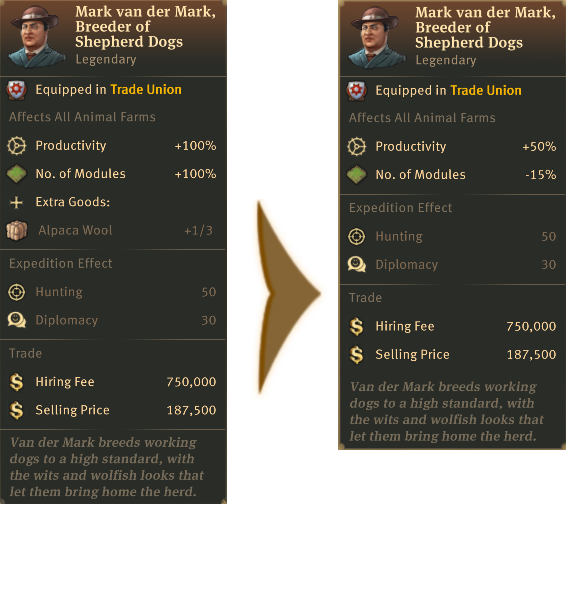 Mark van der Mark,
Breeder of
Shepherd Dogs
Legendary
Equipped in Trade Union
Affects All Animal Farms
Productivity +100%
No. of Modules +100%
Extra Goods:
Alpaca Wool +1/3
Expedition Effect
Hunting 50
Diplomacy 30
Trade
Hiring Fee 750,000
Selling Price 187,500
Van der Mark breeds working
dogs to a high standard, with
the wits and wolfish looks that
let them bring home the herd.
Mark van der Mark,
Breeder of
Shepherd Dogs
Legendary
Equipped in Trade Union
Affects All Animal Farms
Productivity +50%
No. of Modules -15%
Expedition Effect
Hunting 50
Diplomacy 30
Trade
Hiring Fee 750,000
Selling Price 187,500
Van der Mark breeds working
dogs to a high standard, with
the wits and wolfish looks that
let them bring home the herd.